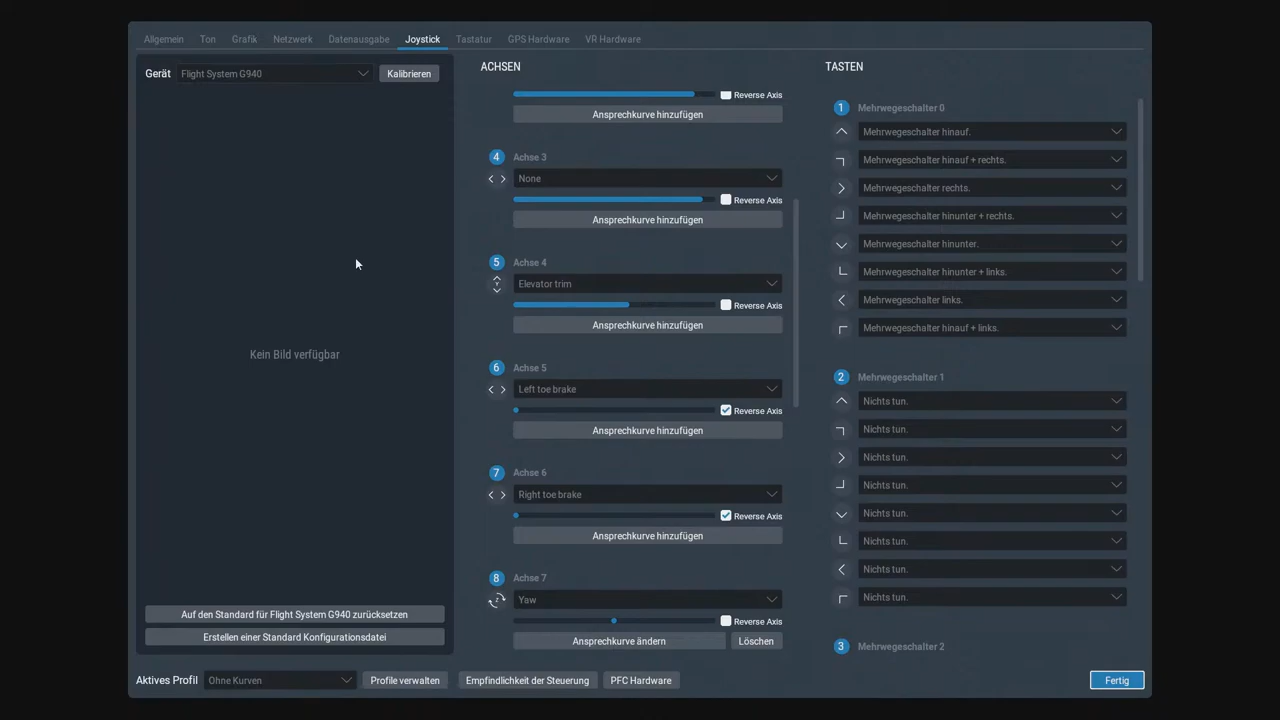 Allgemein Ton Grafik Netzwerk Datenausgabe Joystick Tastatur GPS Hardware VR Hardware
Gerät Flight System G940 Kalibrieren
Kein Bild verfügbar
Auf den Standard für Flight System G940 zurücksetzen
Erstellen einer Standard Konfigurationsdatei
ACHSEN
Reverse Axis
Ansprechkurve hinzufügen
4 Achse 3
None
Reverse Axis
Ansprechkurve hinzufügen
5 Achse 4
Elevator trim
Reverse Axis
Ansprechkurve hinzufügen
6 Achse 5
Left toe brake
Reverse Axis
Ansprechkurve hinzufügen
7 Achse 6
Right toe brake
Reverse Axis
Ansprechkurve hinzufügen
8 Achse 7
Yaw
Reverse Axis
Ansprechkurve ändern Löschen
TASTEN
1 Mehrwegeschalter 0
Mehrwegeschalter hinauf.
Mehrwegeschalter hinauf + rechts.
Mehrwegeschalter rechts.
Mehrwegeschalter hinunter + rechts.
Mehrwegeschalter hinunter.
Mehrwegeschalter hinunter + links.
Mehrwegeschalter links.
Mehrwegeschalter hinauf + links.
2 Mehrwegeschalter 1
Nichts tun.
Nichts tun.
Nichts tun.
Nichts tun.
Nichts tun.
Nichts tun.
Nichts tun.
Nichts tun.
3 Mehrwegeschalter 2
Aktives Profil Ohne Kurven Profile verwalten Empfindlichkeit der Steuerung PFC Hardware Fertig